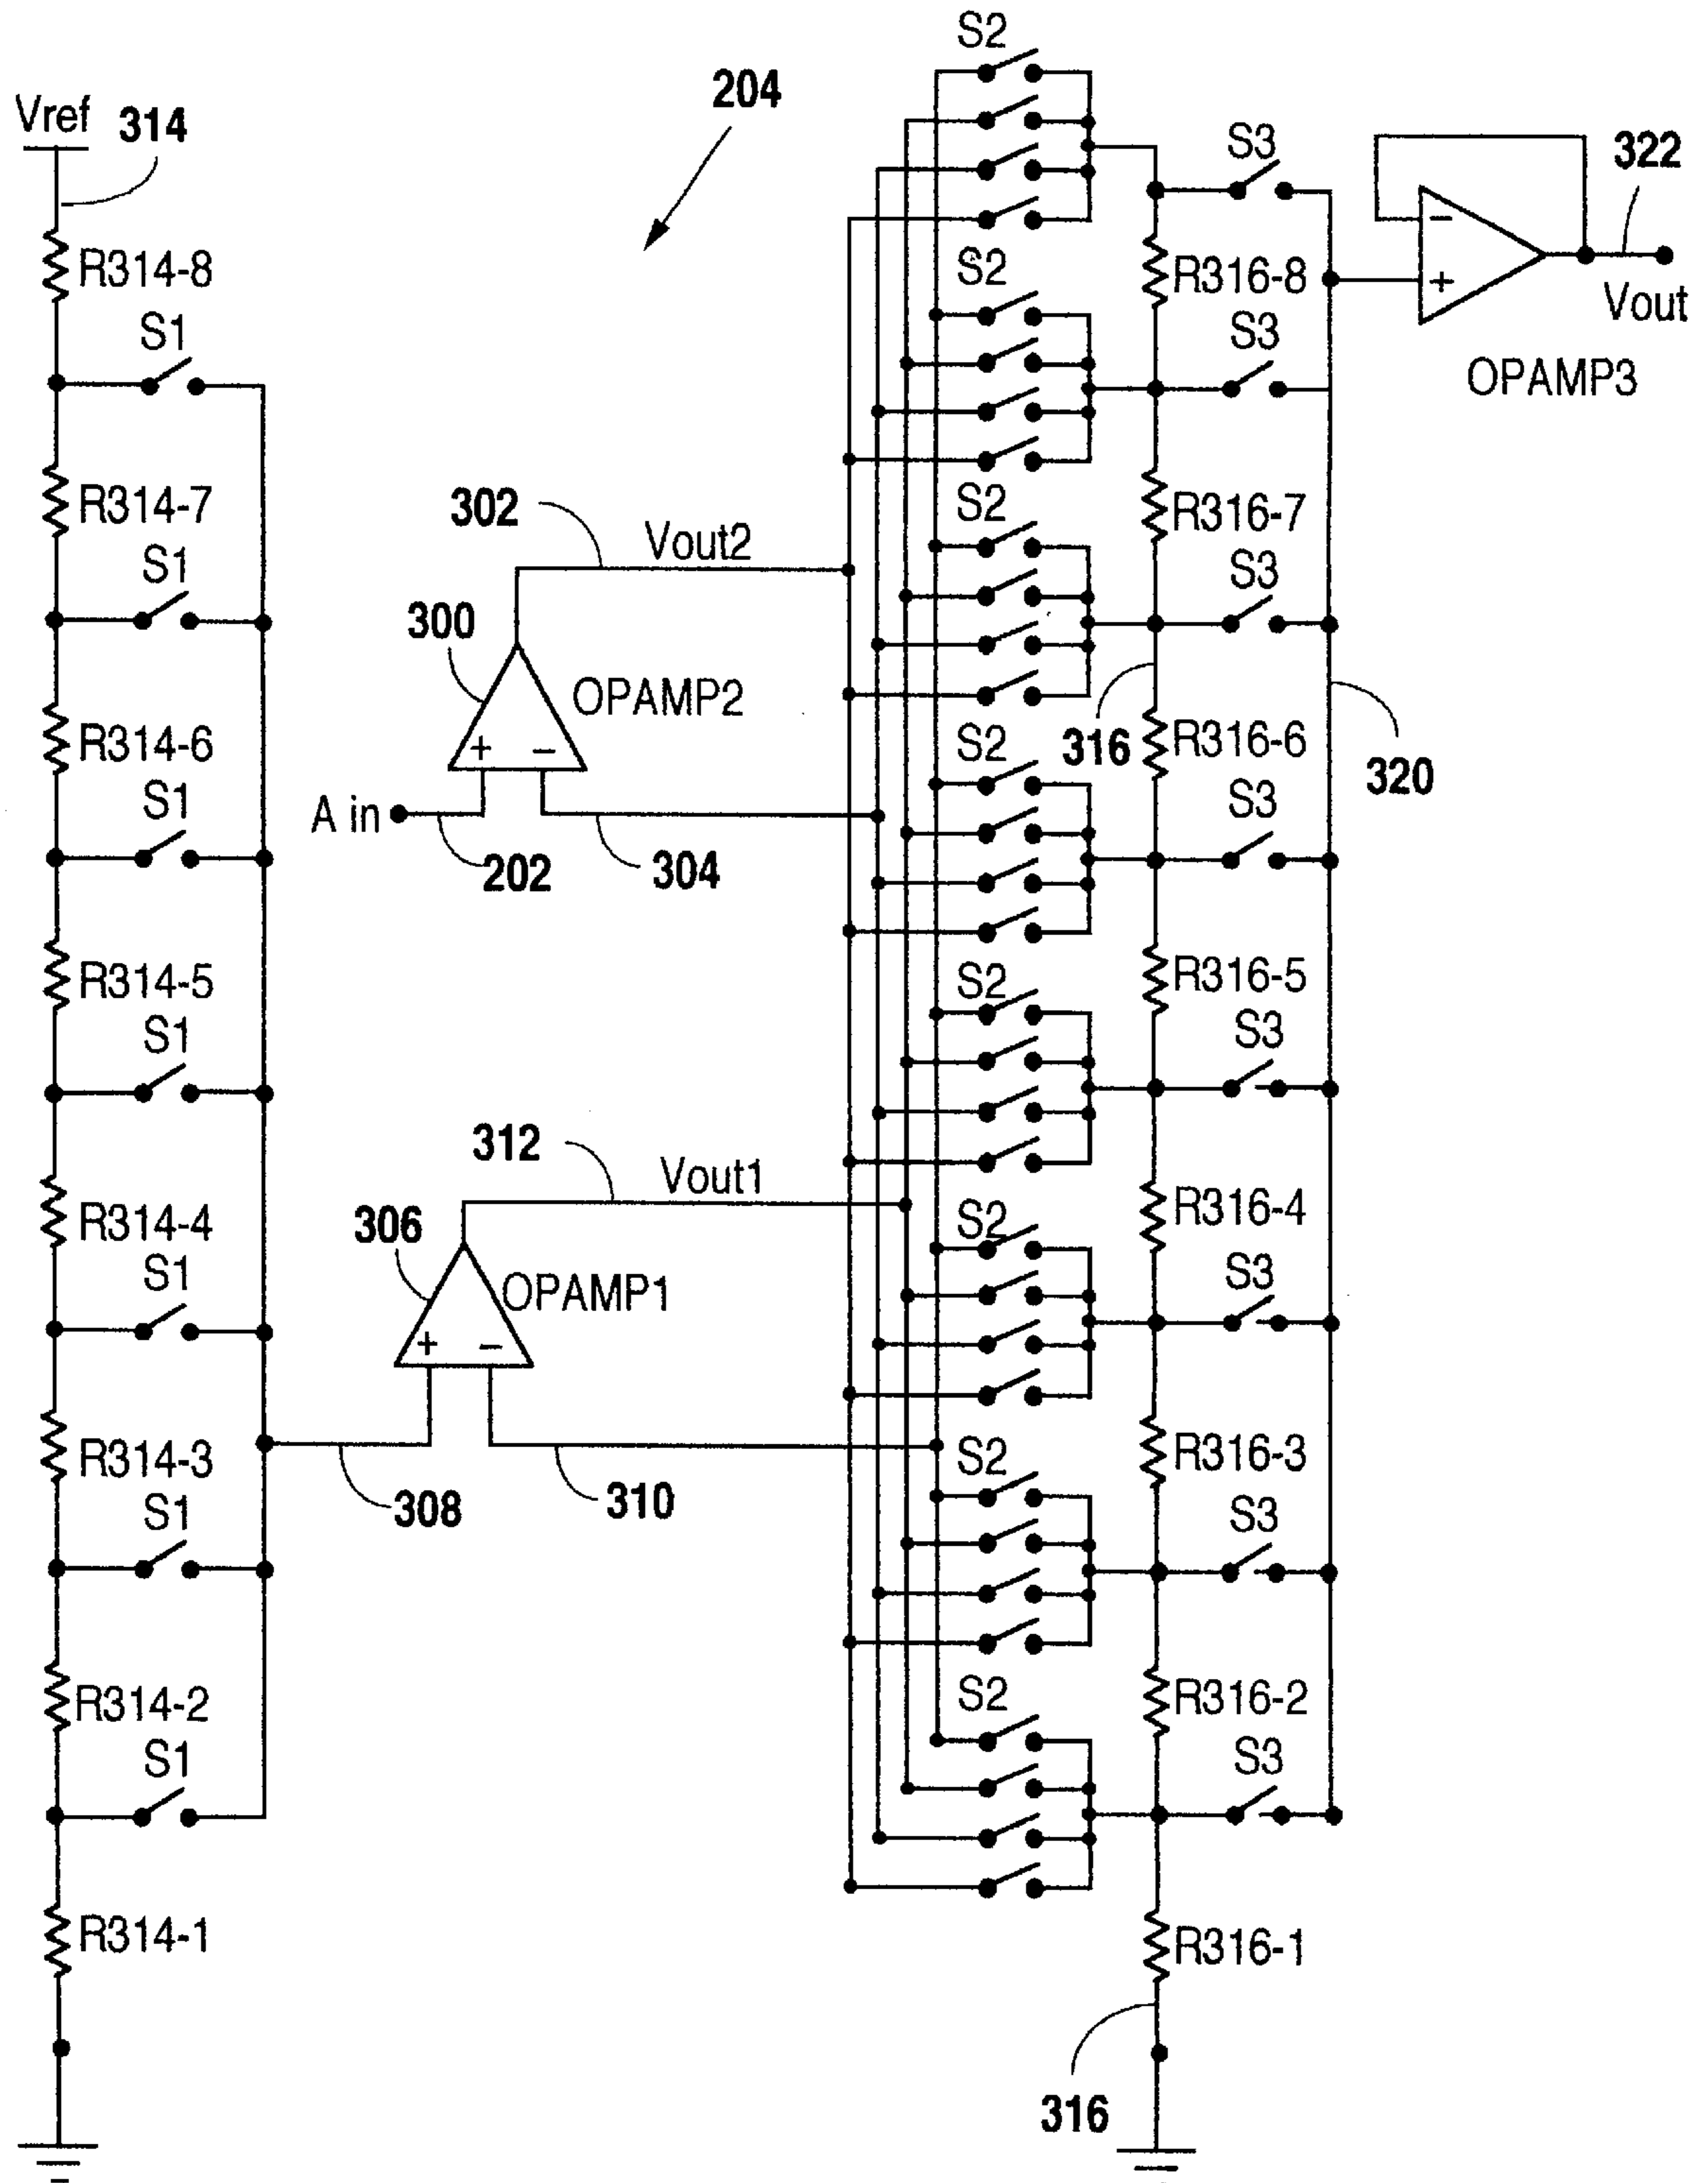 S2
204
Vref 314
S3
322
R314-8
S2
R316-8
Vout
S1
S3
OPAMP3
R314-7
302
Vout2
S2
R316-7
S1
S3
300
OPAMP2
R314-6
S2
316
R316-6
320
S1
A in
S3
202
304
R314-5
S2
R316-5
S1
S3
312
Vout1
R314-4
306
S2
R316-4
S1
OPAMP1
S3
R314-3
S2
R316-3
308
310
S1
S3
R314-2
S2
R316-2
S1
S3
R314-1
R316-1
316
+
−
+
−
−
+